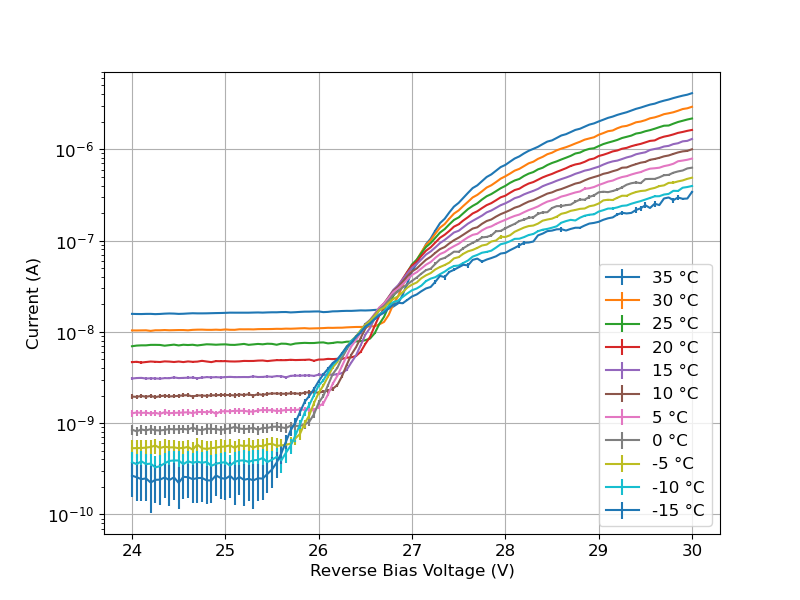 10⁻⁶
10⁻⁷
10⁻⁸
10⁻⁹
10⁻¹⁰
Current (A)
24 25 26 27 28 29 30
Reverse Bias Voltage (V)
35 °C
30 °C
25 °C
20 °C
15 °C
10 °C
5 °C
0 °C
-5 °C
-10 °C
-15 °C